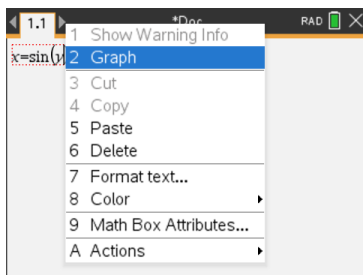 1.1 *Doc RAD
x=sin(y
1 Show Warning Info
2 Graph
3 Cut
4 Copy
5 Paste
6 Delete
7 Format text...
8 Color
9 Math Box Attributes...
A Actions